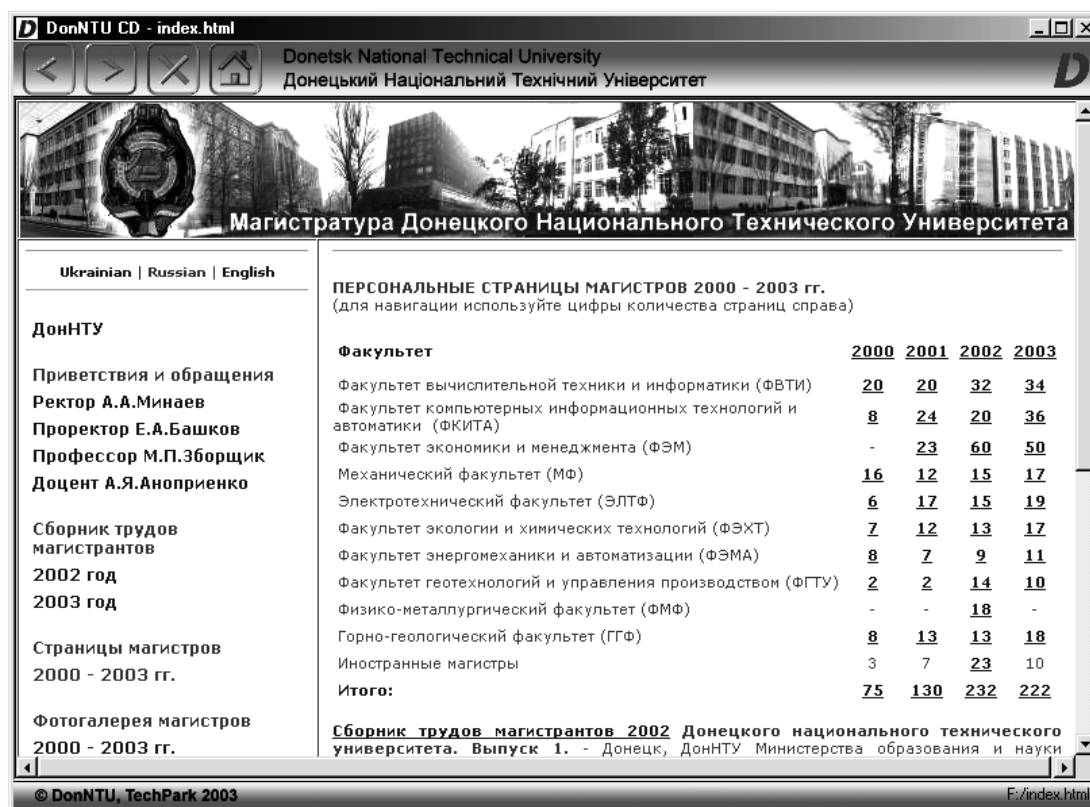 DonNTU CD - index.html
Donetsk National Technical University
Донецький Національний Технічний Університет
Магистратура Донецкого Национального Технического Университета
Ukrainian | Russian | English
ДонНТУ
Приветствия и обращения
Ректор А.А.Минаев
Проректор Е.А.Башков
Профессор М.П.Зборщик
Доцент А.Я.Аноприенко
Сборник трудов
магистрантов
2002 год
2003 год
Страницы магистров
2000 - 2003 гг.
Фотогалерея магистров
2000 - 2003 гг.
ПЕРСОНАЛЬНЫЕ СТРАНИЦЫ МАГИСТРОВ 2000 - 2003 гг.
(для навигации используйте цифры количества страниц справа)
Факультет 2000 2001 2002 2003
Факультет вычислительной техники и информатики (ФВТИ) 20 20 32 34
Факультет компьютерных информационных технологий и
автоматики (ФКИТА) 8 24 20 36
Факультет экономики и менеджмента (ФЭМ) - 23 60 50
Механический факультет (МФ) 16 12 15 17
Электротехнический факультет (ЭЛТФ) 6 17 15 19
Факультет экологии и химических технологий (ФЭХТ) 7 12 13 17
Факультет энергомеханики и автоматизации (ФЭМА) 8 7 9 11
Факультет геотехнологий и управления производством (ФГТУ) 2 2 14 10
Физико-металлургический факультет (ФМФ) - - 18 -
Горно-геологический факультет (ГГФ) 8 13 13 18
Иностранные магистры 3 7 23 10
Итого: 75 130 232 222
Сборник трудов магистрантов 2002 Донецкого национального технического
университета. Выпуск 1. - Донецк, ДонНТУ Министерства образования и науки
© DonNTU, TechPark 2003
F:/index.html